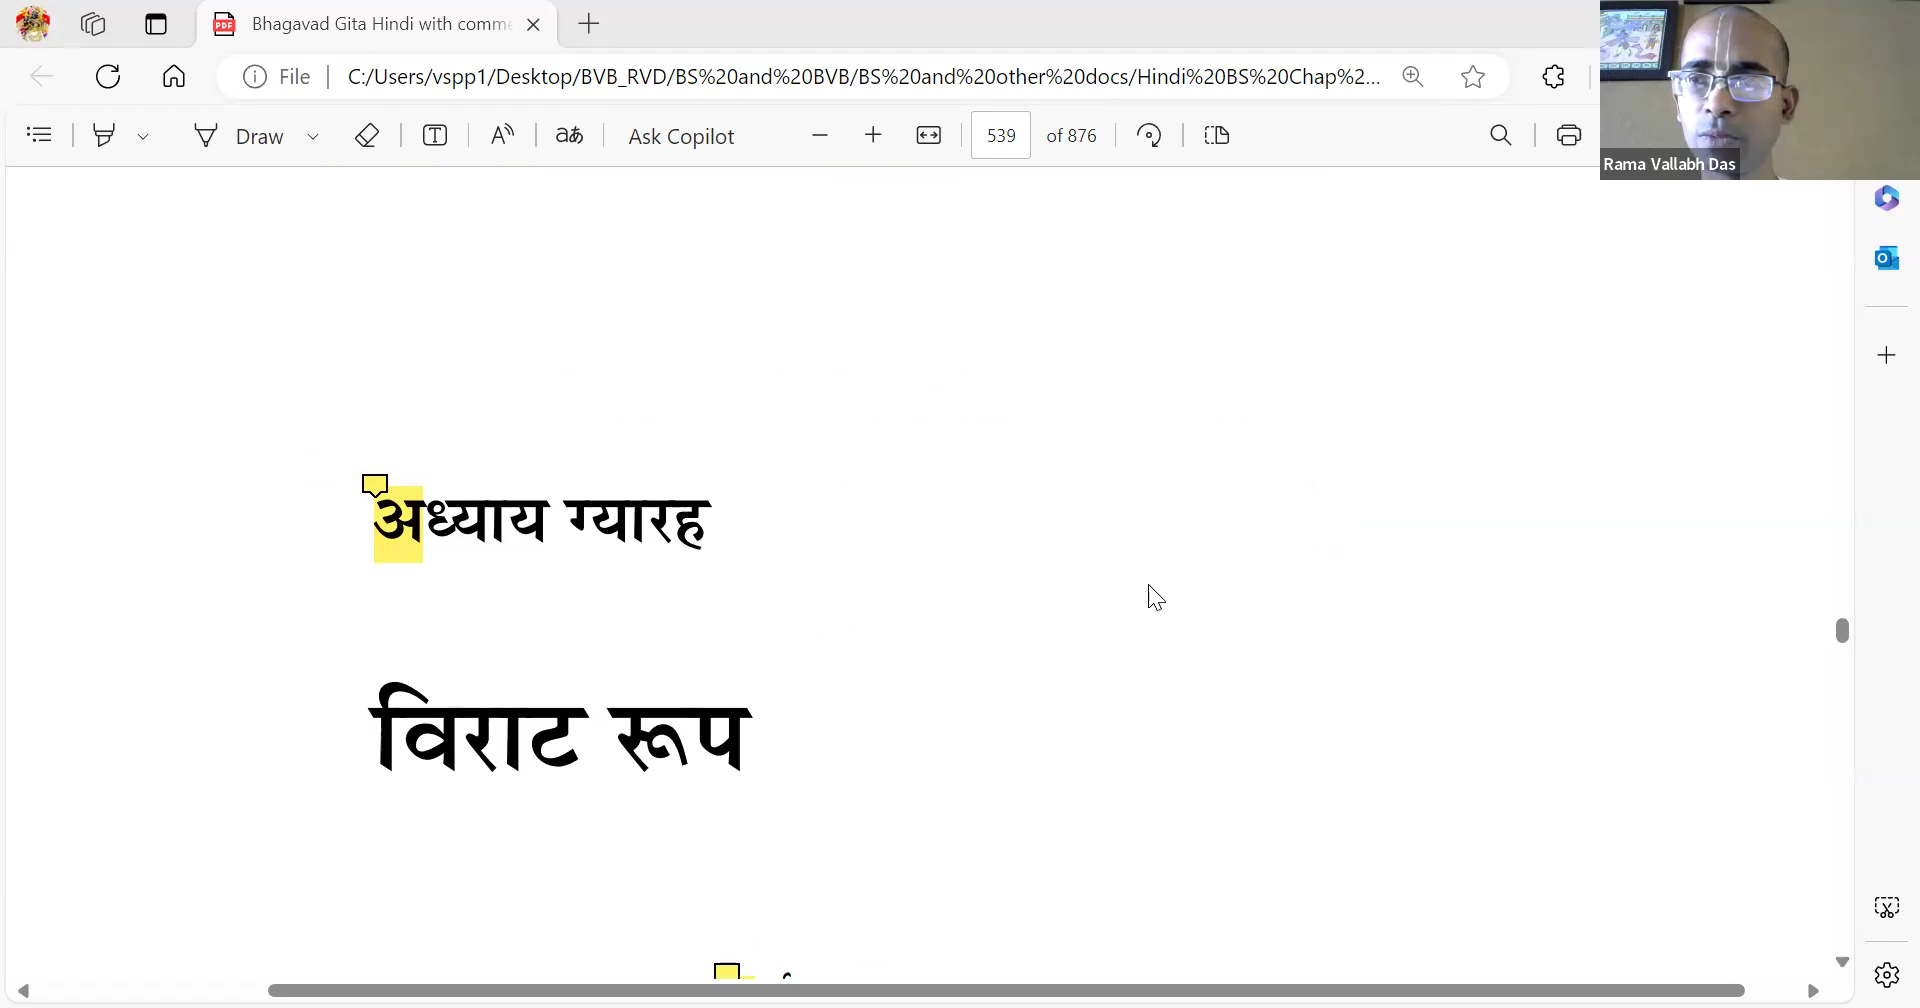 Bhagavad Gita Hindi with comme
File
C:/Users/vspp1/Desktop/BVB_RVD/BS%20and%20BVB/BS%20and%20other%20docs/Hindi%20BS%20Chap%2...
Draw
Ask Copilot
539
of 876
Rama Vallabh Das
अध्याय ग्यारह
विराट रूप